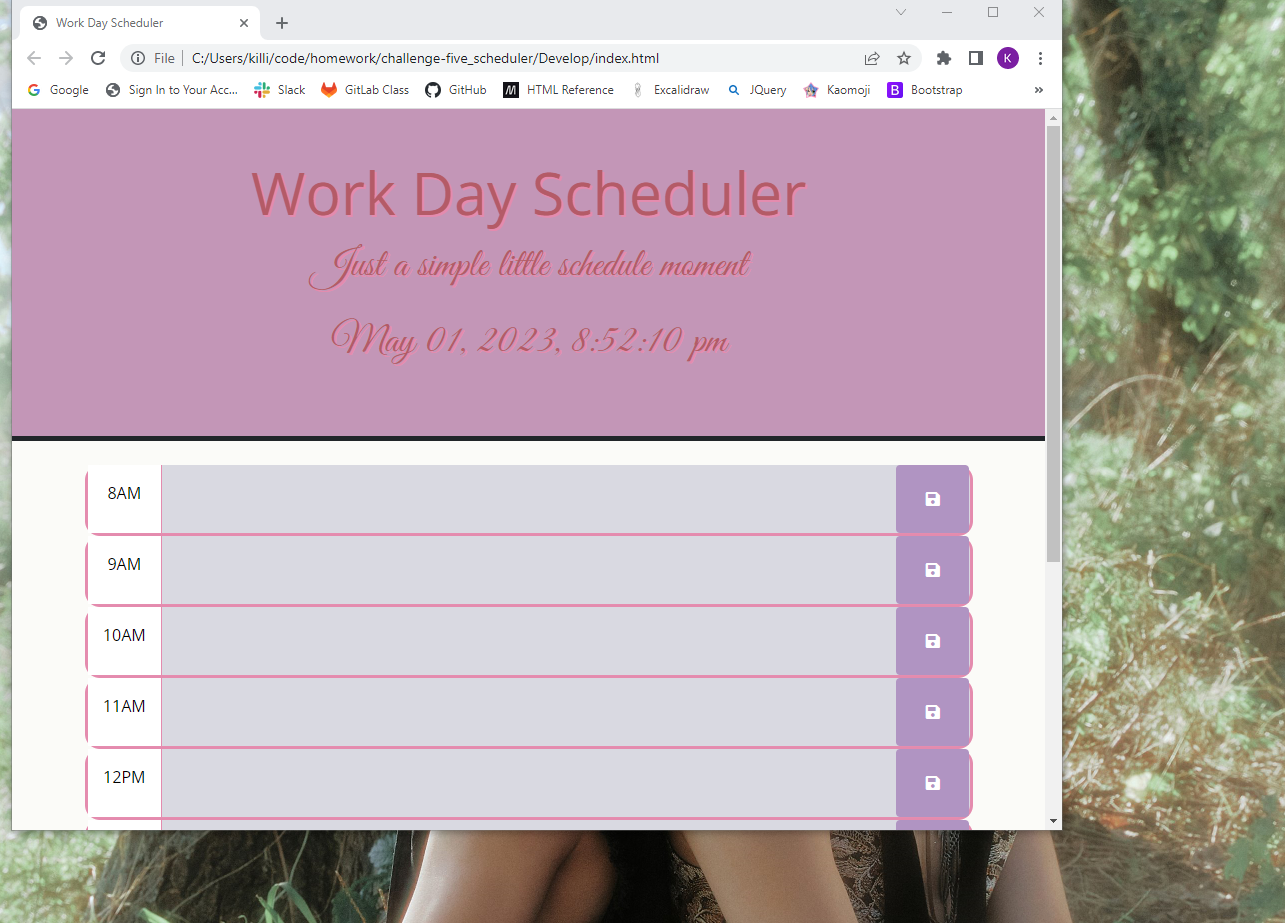 Work Day Scheduler
File C:/Users/killi/code/homework/challenge-five_scheduler/Develop/index.html K
G Google Sign In to Your Acc... Slack GitLab Class GitHub M HTML Reference Excalidraw JQuery Kaomoji B Bootstrap »
Work Day Scheduler
Just a simple little schedule moment
May 01, 2023, 8:52:10 pm
8AM
9AM
10AM
11AM
12PM